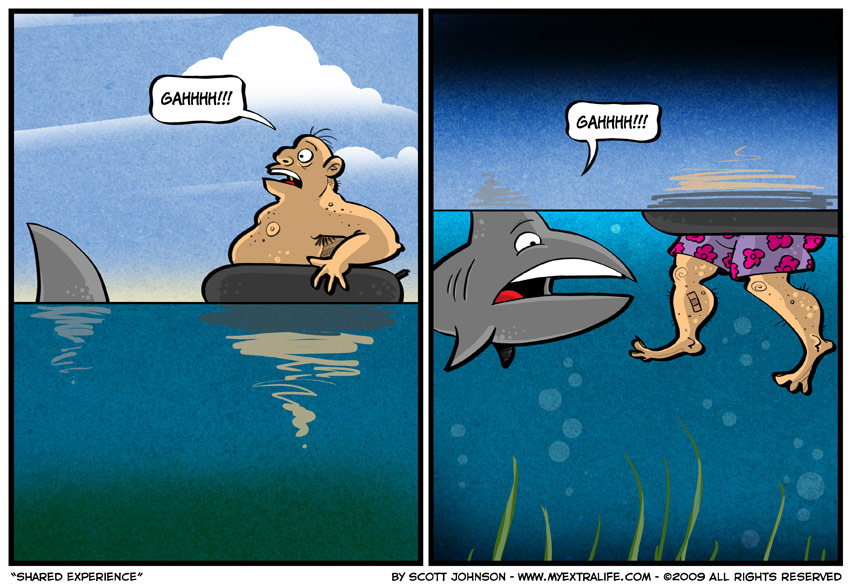 GAHHHH!!!
GAHHHH!!!
"SHARED EXPERIENCE"
BY SCOTT JOHNSON - WWW.MYEXTRALIFE.COM - ©2009 ALL RIGHTS RESERVED